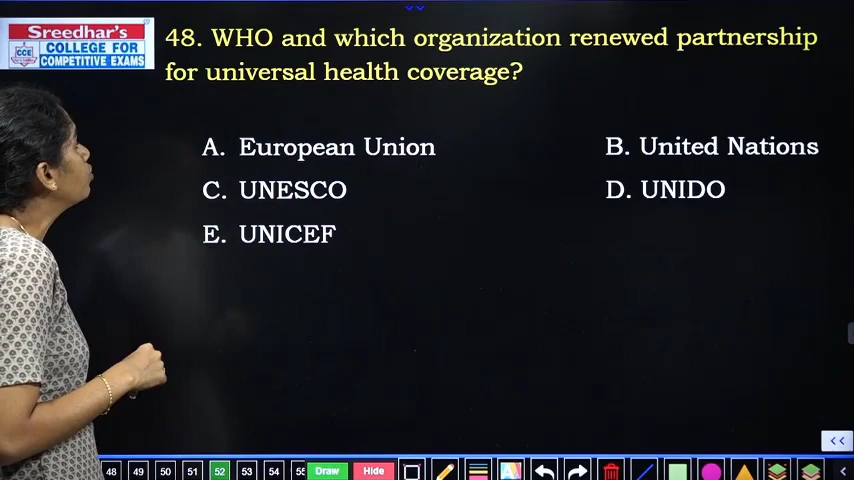 Sreedhar's
CCE
COLLEGE FOR
COMPETITIVE EXAMS
48. WHO and which organization renewed partnership
for universal health coverage?
A. European Union
B. United Nations
C. UNESCO
D. UNIDO
E. UNICEF
<<
48 49 50 51 52 53 54 55 Draw Hide